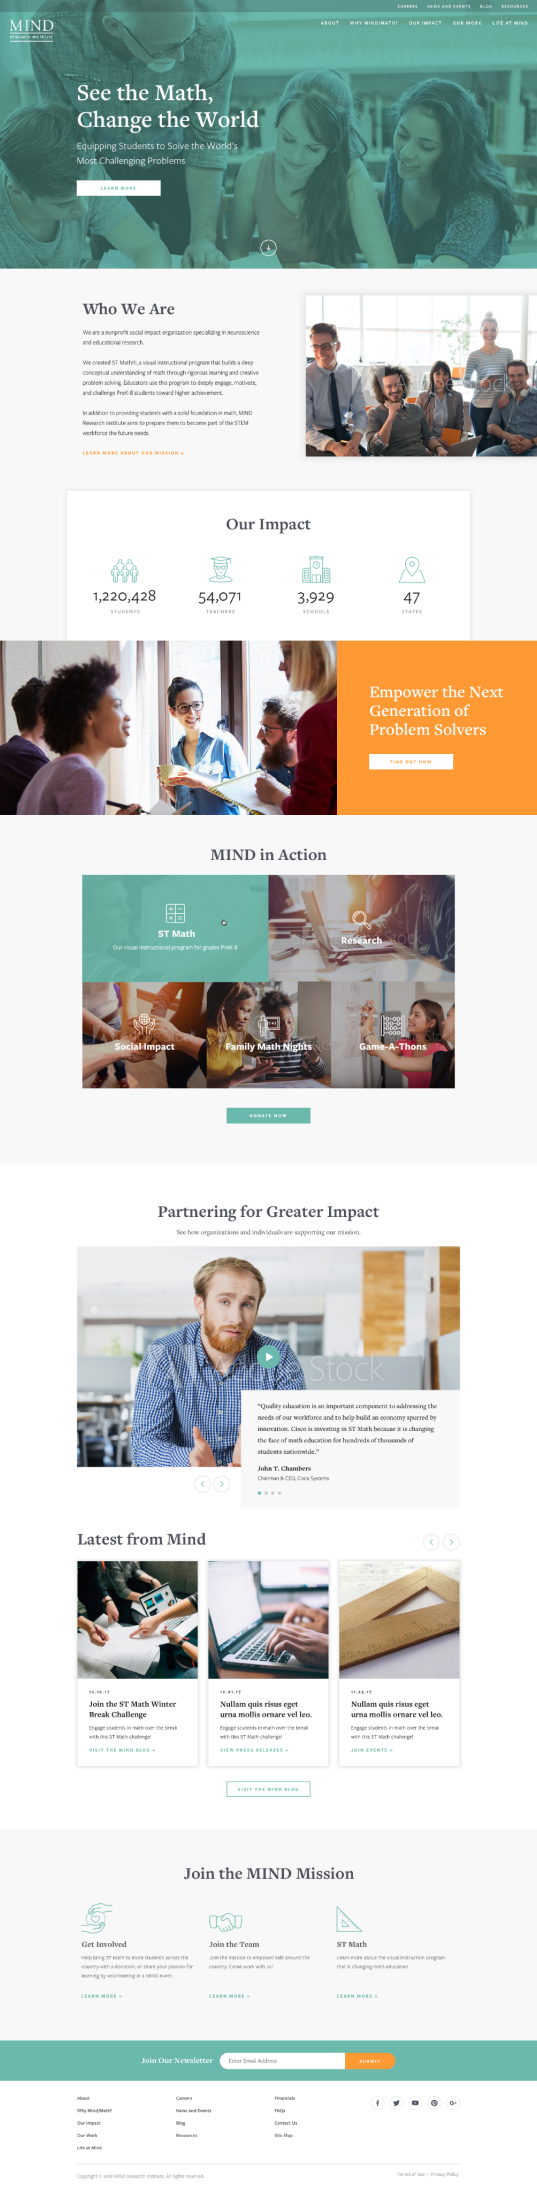 CAREERS NEWS AND EVENTS BLOG RESOURCES
MIND
RESEARCH INSTITUTE
ABOUT WHY MIND/MATH? OUR IMPACT OUR WORK LIFE AT MIND
See the Math,
Change the World
Equipping Students to Solve the World's
Most Challenging Problems
LEARN MORE
Who We Are
We are a nonprofit social impact organization specializing in neuroscience
and educational research.
We created ST Math®, a visual instructional program that builds a deep
conceptual understanding of math through rigorous learning and creative
problem solving. Educators use this program to deeply engage, motivate,
and challenge PreK-8 students toward higher achievement.
In addition to providing students with a solid foundation in math, MIND
Research Institute aims to prepare them to become part of the STEM
workforce the future needs.
LEARN MORE ABOUT OUR MISSION »
Adobe Stock
Our Impact
1,220,428 54,071 3,929 47
STUDENTS TEACHERS SCHOOLS STATES
Empower the Next
Generation of
Problem Solvers
FIND OUT HOW
MIND in Action
ST Math
Our visual instructional program for grades PreK-8
Research
Social Impact
Family Math Nights
Game-A-Thons
DONATE NOW
Partnering for Greater Impact
See how organizations and individuals are supporting our mission.
Adobe Stock
"Quality education is an important component to addressing the
needs of our workforce and to help build an economy spurred by
innovation. Cisco is investing in ST Math because it is changing
the face of math education for hundreds of thousands of
students nationwide."
John T. Chambers
Chairman & CEO, Cisco Systems
Latest from Mind
12.12.17
Join the ST Math Winter
Break Challenge
Engage students in math over the break
with this ST Math challenge!
VISIT THE MIND BLOG »
12.01.17
Nullam quis risus eget
urna mollis ornare vel leo.
Engage students in math over the break
with this ST Math challenge!
VIEW PRESS RELEASES »
11.25.17
Nullam quis risus eget
urna mollis ornare vel leo.
Engage students in math over the break
with this ST Math challenge!
JOIN EVENTS »
VISIT THE MIND BLOG
Join the MIND Mission
Get Involved
Help bring ST Math to more students across the
country with a donation, or share your passion for
learning by volunteering at a MIND event
LEARN MORE »
Join the Team
Join the mission to empower kids around the
country. Come work with us!
LEARN MORE »
ST Math
Learn more about the visual instruction program
that is changing math education
LEARN MORE »
Join Our Newsletter
Enter Email Address
SUBMIT
About
Why Mind|Math?
Our Impact
Our Work
Life at Mind
Careers
News and Events
Blog
Resources
Financials
FAQs
Contact Us
Site Map
Copyright © 2018 MIND Research Institute. All rights reserved.
Terms of Use | Privacy Policy